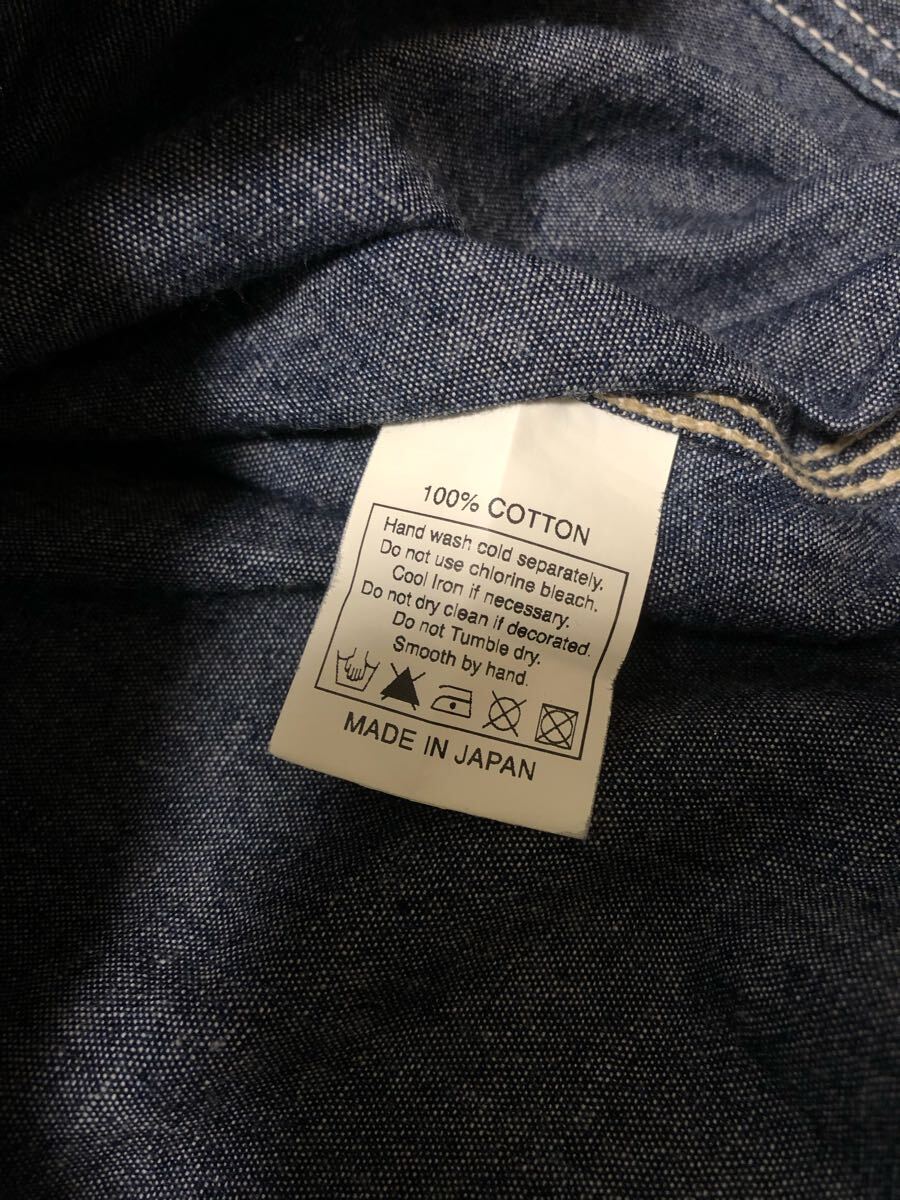 100% COTTON
Hand wash cold separately.
Do not use chlorine bleach.
Cool Iron if necessary.
Do not dry clean if decorated.
Do not Tumble dry.
Smooth by hand.
MADE IN JAPAN